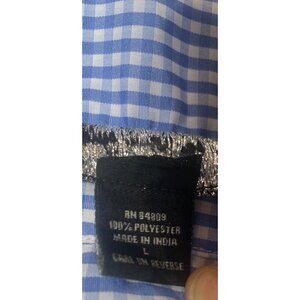 RN 84809
100% POLYESTER
MADE IN INDIA
L
CARE ON REVERSE